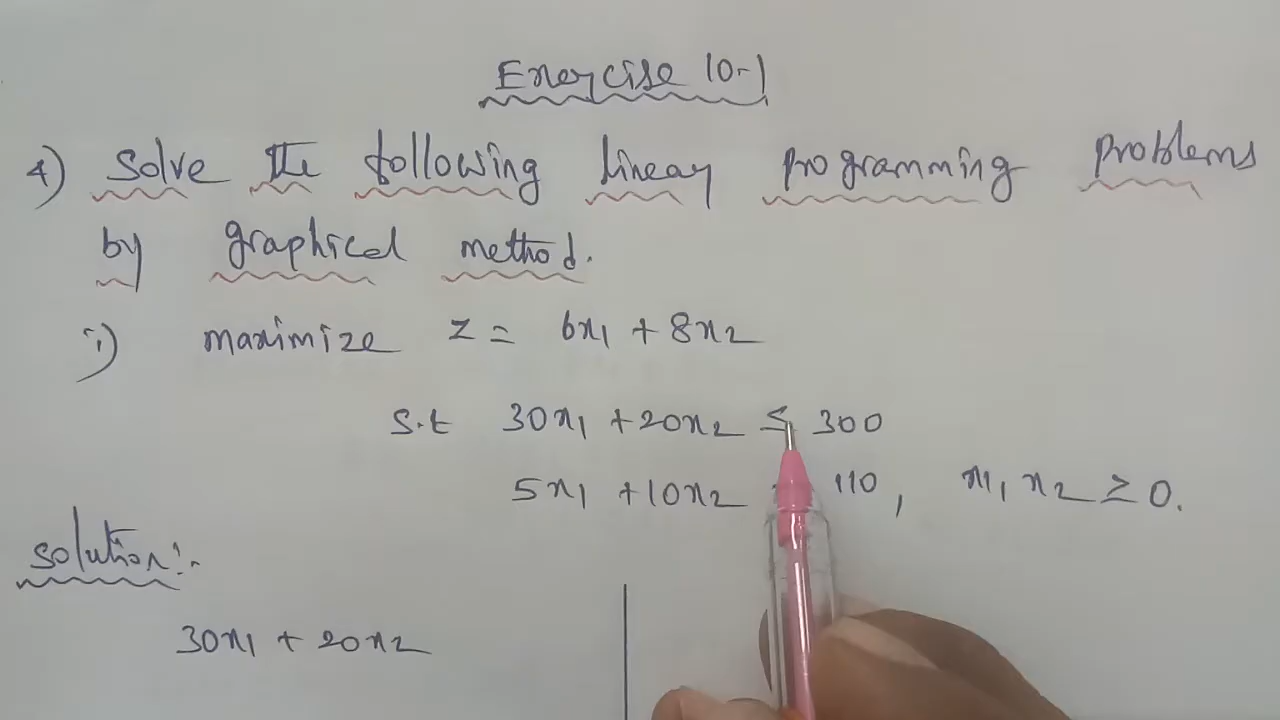 Exercise 10.1
4) Solve the following linear programming problems
by graphical method.
i) maximize z = 6x1 + 8x2
S.t 30x1 + 20x2 ≤ 300
5x1 + 10x2 110, x1, x2 ≥ 0.
Solution:-
30x1 + 20x2